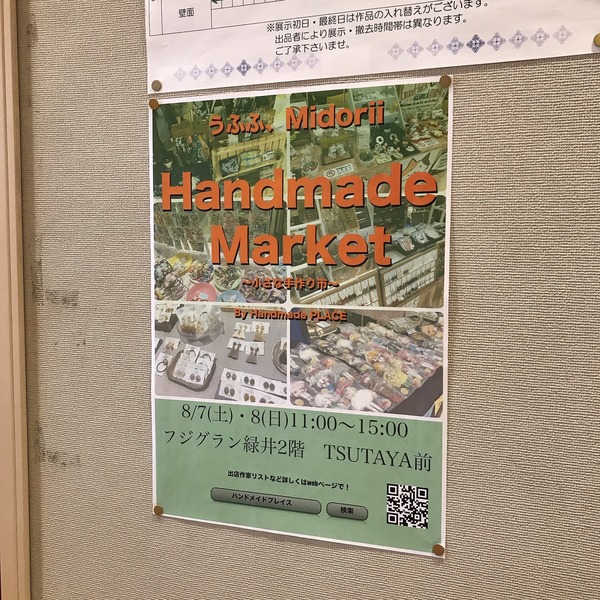 壁面
※展示初日・最終日は作品の入れ替えがございます。
出品者により展示・撤去時間帯は異なります。
ご了承下さいませ。
うふふ、Midorii
Handmade
Market
～小さな手作り市～
By Handmade PLACE
8/7(土)・8(日)11:00～15:00
フジグラン緑井2階 TSUTAYA前
出店作家リストなど詳しくはwebページで！
ハンドメイドプレイス 検索